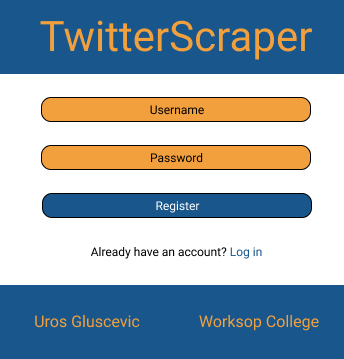 TwitterScraper
Username
Password
Register
Already have an account? Log in
Uros Gluscevic Worksop College